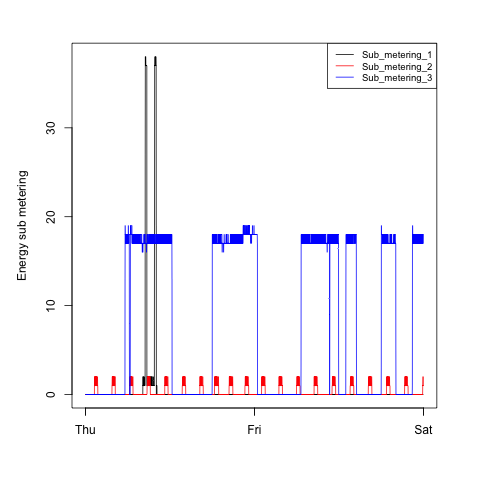 Sub_metering_1
Sub_metering_2
Sub_metering_3
Energy sub metering
30
20
10
0
Thu Fri Sat